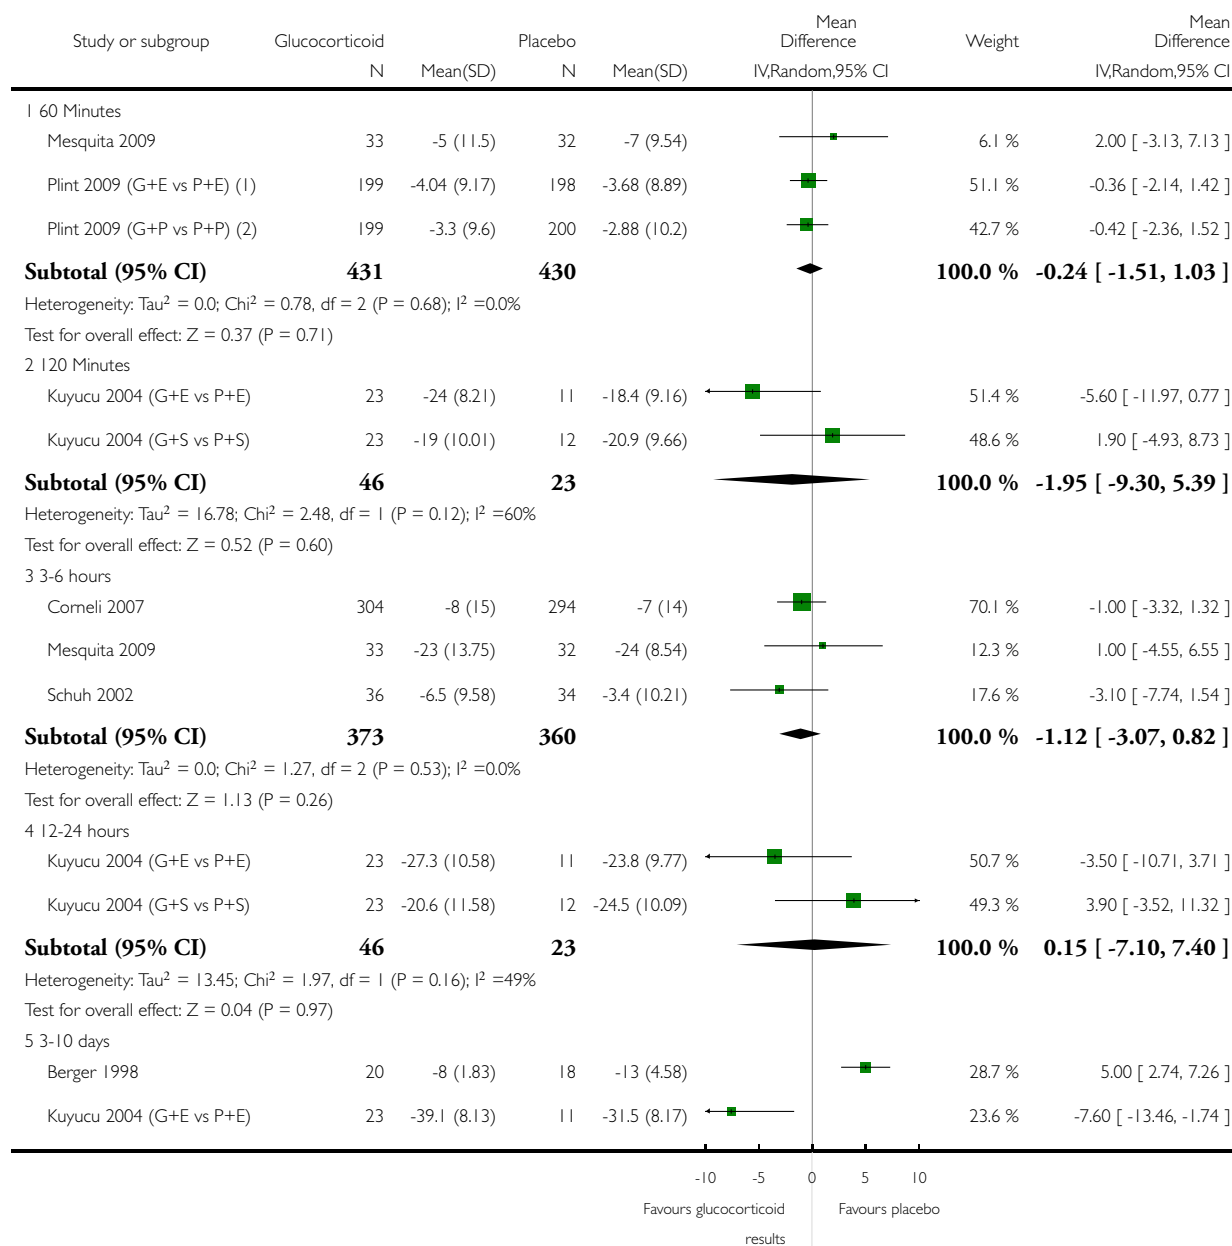 Study or subgroup Glucocorticoid Placebo Mean Difference Weight Mean Difference
N Mean(SD) N Mean(SD) IV,Random,95% CI IV,Random,95% CI
1 60 Minutes
Mesquita 2009 33 -5 (11.5) 32 -7 (9.54) 6.1 % 2.00 [ -3.13, 7.13 ]
Plint 2009 (G+E vs P+E) (1) 199 -4.04 (9.17) 198 -3.68 (8.89) 51.1 % -0.36 [ -2.14, 1.42 ]
Plint 2009 (G+P vs P+P) (2) 199 -3.3 (9.6) 200 -2.88 (10.2) 42.7 % -0.42 [ -2.36, 1.52 ]
Subtotal (95% CI) 431 430 100.0 % -0.24 [ -1.51, 1.03 ]
Heterogeneity: Tau² = 0.0; Chi² = 0.78, df = 2 (P = 0.68); I² =0.0%
Test for overall effect: Z = 0.37 (P = 0.71)
2 120 Minutes
Kuyucu 2004 (G+E vs P+E) 23 -24 (8.21) 11 -18.4 (9.16) 51.4 % -5.60 [ -11.97, 0.77 ]
Kuyucu 2004 (G+S vs P+S) 23 -19 (10.01) 12 -20.9 (9.66) 48.6 % 1.90 [ -4.93, 8.73 ]
Subtotal (95% CI) 46 23 100.0 % -1.95 [ -9.30, 5.39 ]
Heterogeneity: Tau² = 16.78; Chi² = 2.48, df = 1 (P = 0.12); I² =60%
Test for overall effect: Z = 0.52 (P = 0.60)
3 3-6 hours
Corneli 2007 304 -8 (15) 294 -7 (14) 70.1 % -1.00 [ -3.32, 1.32 ]
Mesquita 2009 33 -23 (13.75) 32 -24 (8.54) 12.3 % 1.00 [ -4.55, 6.55 ]
Schuh 2002 36 -6.5 (9.58) 34 -3.4 (10.21) 17.6 % -3.10 [ -7.74, 1.54 ]
Subtotal (95% CI) 373 360 100.0 % -1.12 [ -3.07, 0.82 ]
Heterogeneity: Tau² = 0.0; Chi² = 1.27, df = 2 (P = 0.53); I² =0.0%
Test for overall effect: Z = 1.13 (P = 0.26)
4 12-24 hours
Kuyucu 2004 (G+E vs P+E) 23 -27.3 (10.58) 11 -23.8 (9.77) 50.7 % -3.50 [ -10.71, 3.71 ]
Kuyucu 2004 (G+S vs P+S) 23 -20.6 (11.58) 12 -24.5 (10.09) 49.3 % 3.90 [ -3.52, 11.32 ]
Subtotal (95% CI) 46 23 100.0 % 0.15 [ -7.10, 7.40 ]
Heterogeneity: Tau² = 13.45; Chi² = 1.97, df = 1 (P = 0.16); I² =49%
Test for overall effect: Z = 0.04 (P = 0.97)
5 3-10 days
Berger 1998 20 -8 (1.83) 18 -13 (4.58) 28.7 % 5.00 [ 2.74, 7.26 ]
Kuyucu 2004 (G+E vs P+E) 23 -39.1 (8.13) 11 -31.5 (8.17) 23.6 % -7.60 [ -13.46, -1.74 ]
-10 -5 0 5 10
Favours glucocorticoid Favours placebo
results